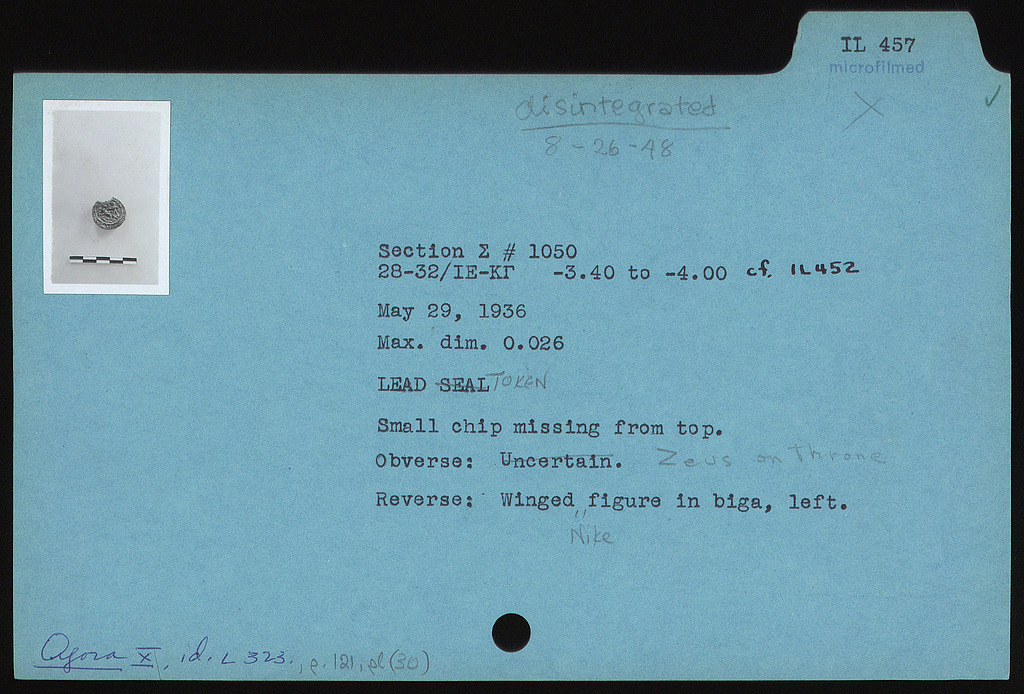 IL 457
microfilmed
disintegrated
8-26-48
Section Σ # 1050
28-32/ΙΕ-ΚΓ -3.40 to -4.00 cf. IL452
May 29, 1936
Max. dim. 0.026
LEAD SEAL TOKEN
Small chip missing from top.
Obverse: Uncertain. Zeus on Throne
Reverse: Winged figure in biga, left.
Nike
Agora X, id. L 323., p. 121, pl (30)